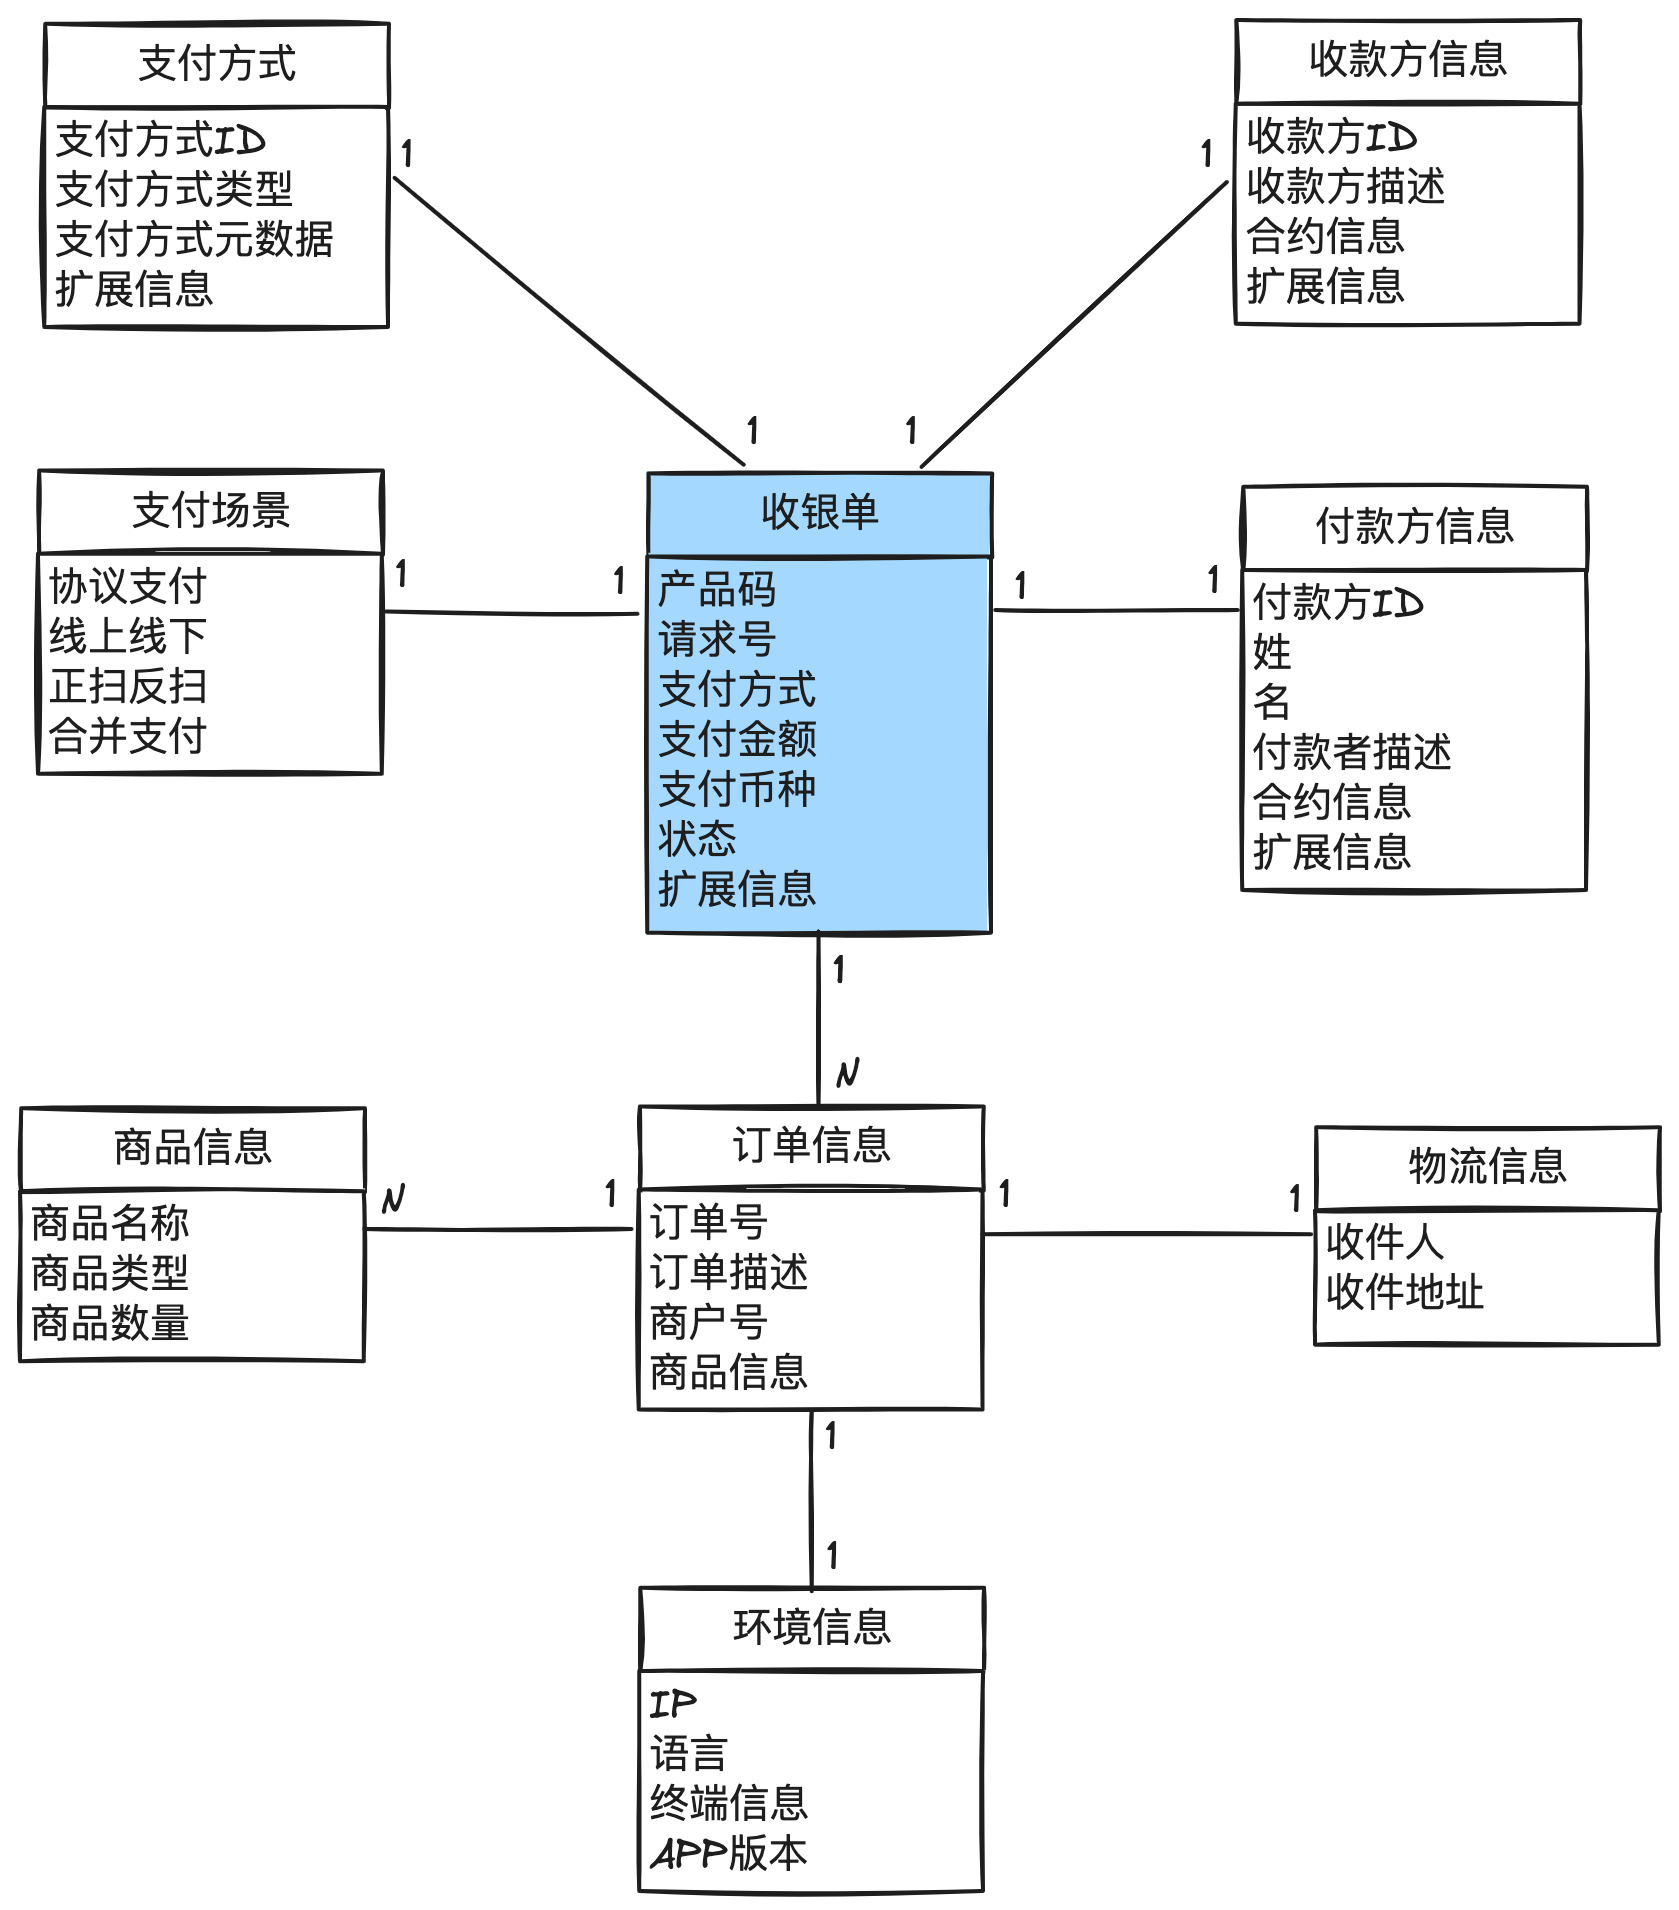 支付方式
支付方式ID
支付方式类型
支付方式元数据
扩展信息
1
1
收款方信息
收款方ID
收款方描述
合约信息
扩展信息
1
1
支付场景
协议支付
线上线下
正扫反扫
合并支付
1
1
收银单
产品码
请求号
支付方式
支付金额
支付币种
状态
扩展信息
1
1
付款方信息
付款方ID
姓
名
付款者描述
合约信息
扩展信息
1
N
商品信息
商品名称
商品类型
商品数量
N
1
订单信息
订单号
订单描述
商户号
商品信息
1
1
物流信息
收件人
收件地址
1
1
环境信息
IP
语言
终端信息
APP版本